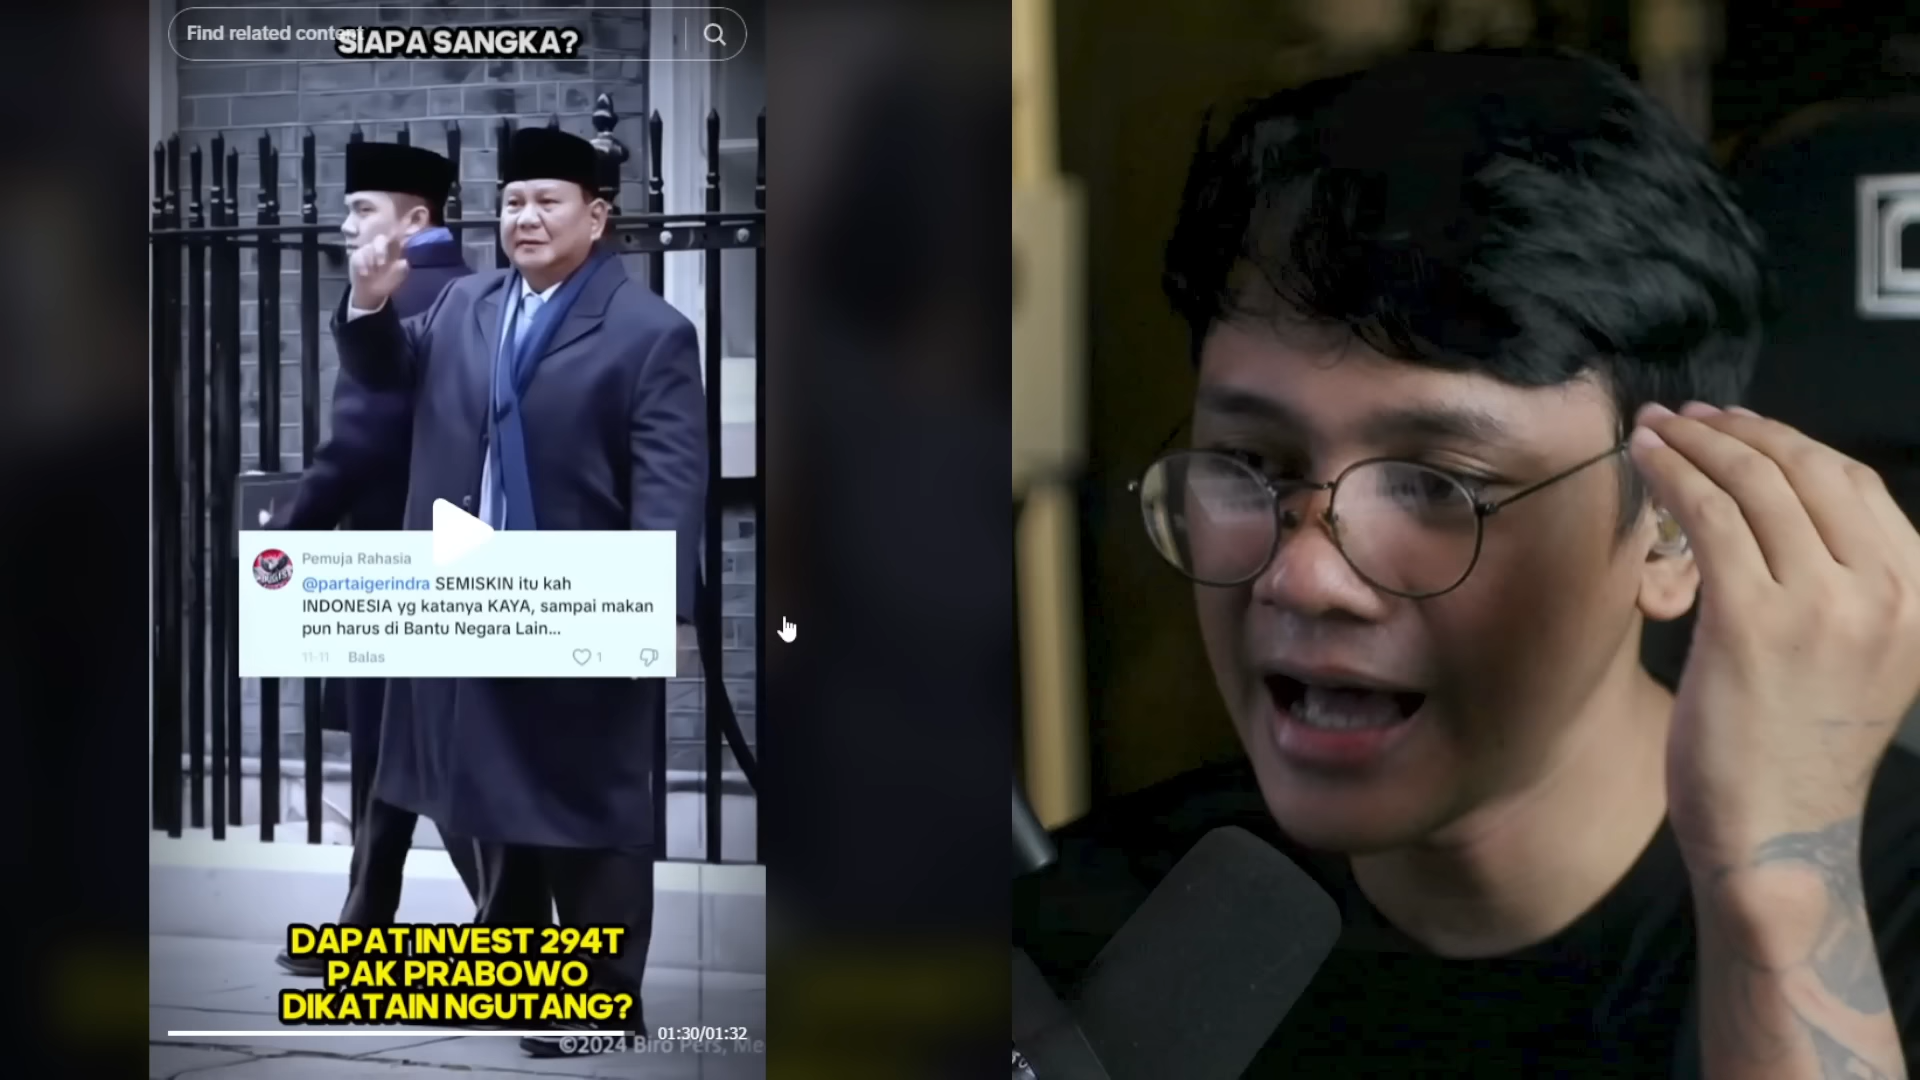 Find related content
SIAPA SANGKA?
Pemuja Rahasia
@partaigerindra SEMISKIN itu kah
INDONESIA yg katanya KAYA, sampai makan
pun harus di Bantu Negara Lain...
11-11 Balas 1
DAPAT INVEST 294T
PAK PRABOWO
DIKATAIN NGUTANG?
01:30/01:32
©2024 Biro Pers, Me